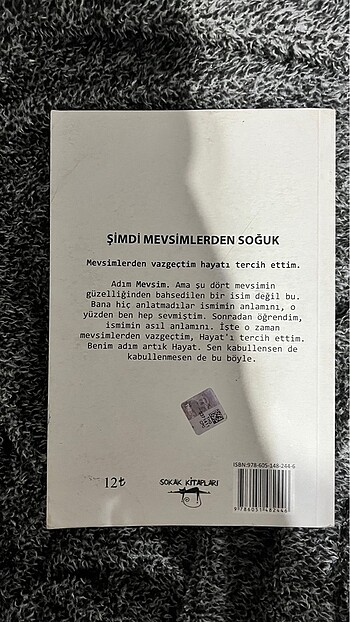 ŞİMDİ MEVSİMLERDEN SOĞUK
Mevsimlerden vazgeçtim hayatı tercih ettim.
Adım Mevsim. Ama şu dört mevsimin
güzelliğinden bahsedilen bir isim değil bu.
Bana hiç anlatmadılar ismimin anlamını, o
yüzden ben hep sevmiştim. Sonradan öğrendim,
ismimin asıl anlamını. İşte o zaman
mevsimlerden vazgeçtim, Hayat'ı tercih ettim.
Benim adım artık Hayat. Sen kabullensen de
kabullenmesen de bu böyle.
ISBN:978-605-148-244-6
12₺
SOKAK KİTAPLARI
9786051482446